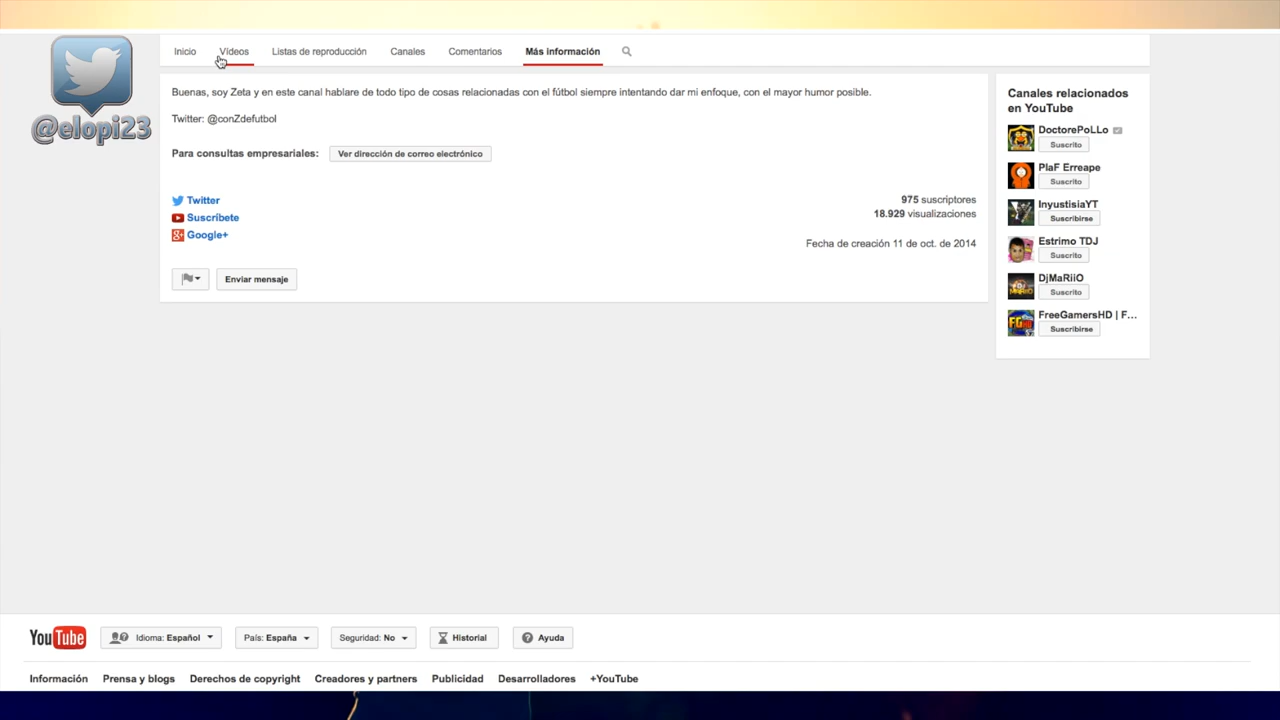 @elopi23
Inicio Vídeos Listas de reproducción Canales Comentarios Más información
Buenas, soy Zeta y en este canal hablare de todo tipo de cosas relacionadas con el fútbol siempre intentando dar mi enfoque, con el mayor humor posible.
Twitter: @conZdefutbol
Para consultas empresariales: Ver dirección de correo electrónico
Twitter
Suscríbete
Google+
975 suscriptores
18.929 visualizaciones
Fecha de creación 11 de oct. de 2014
Enviar mensaje
Canales relacionados
en YouTube
DoctorePoLLo
Suscrito
PlaF Erreape
Suscrito
InyustisiaYT
Suscribirse
Estrimo TDJ
Suscrito
DjMaRiiO
Suscrito
FreeGamersHD | F...
Suscribirse
YouTube Idioma: Español País: España Seguridad: No Historial Ayuda
Información Prensa y blogs Derechos de copyright Creadores y partners Publicidad Desarrolladores +YouTube